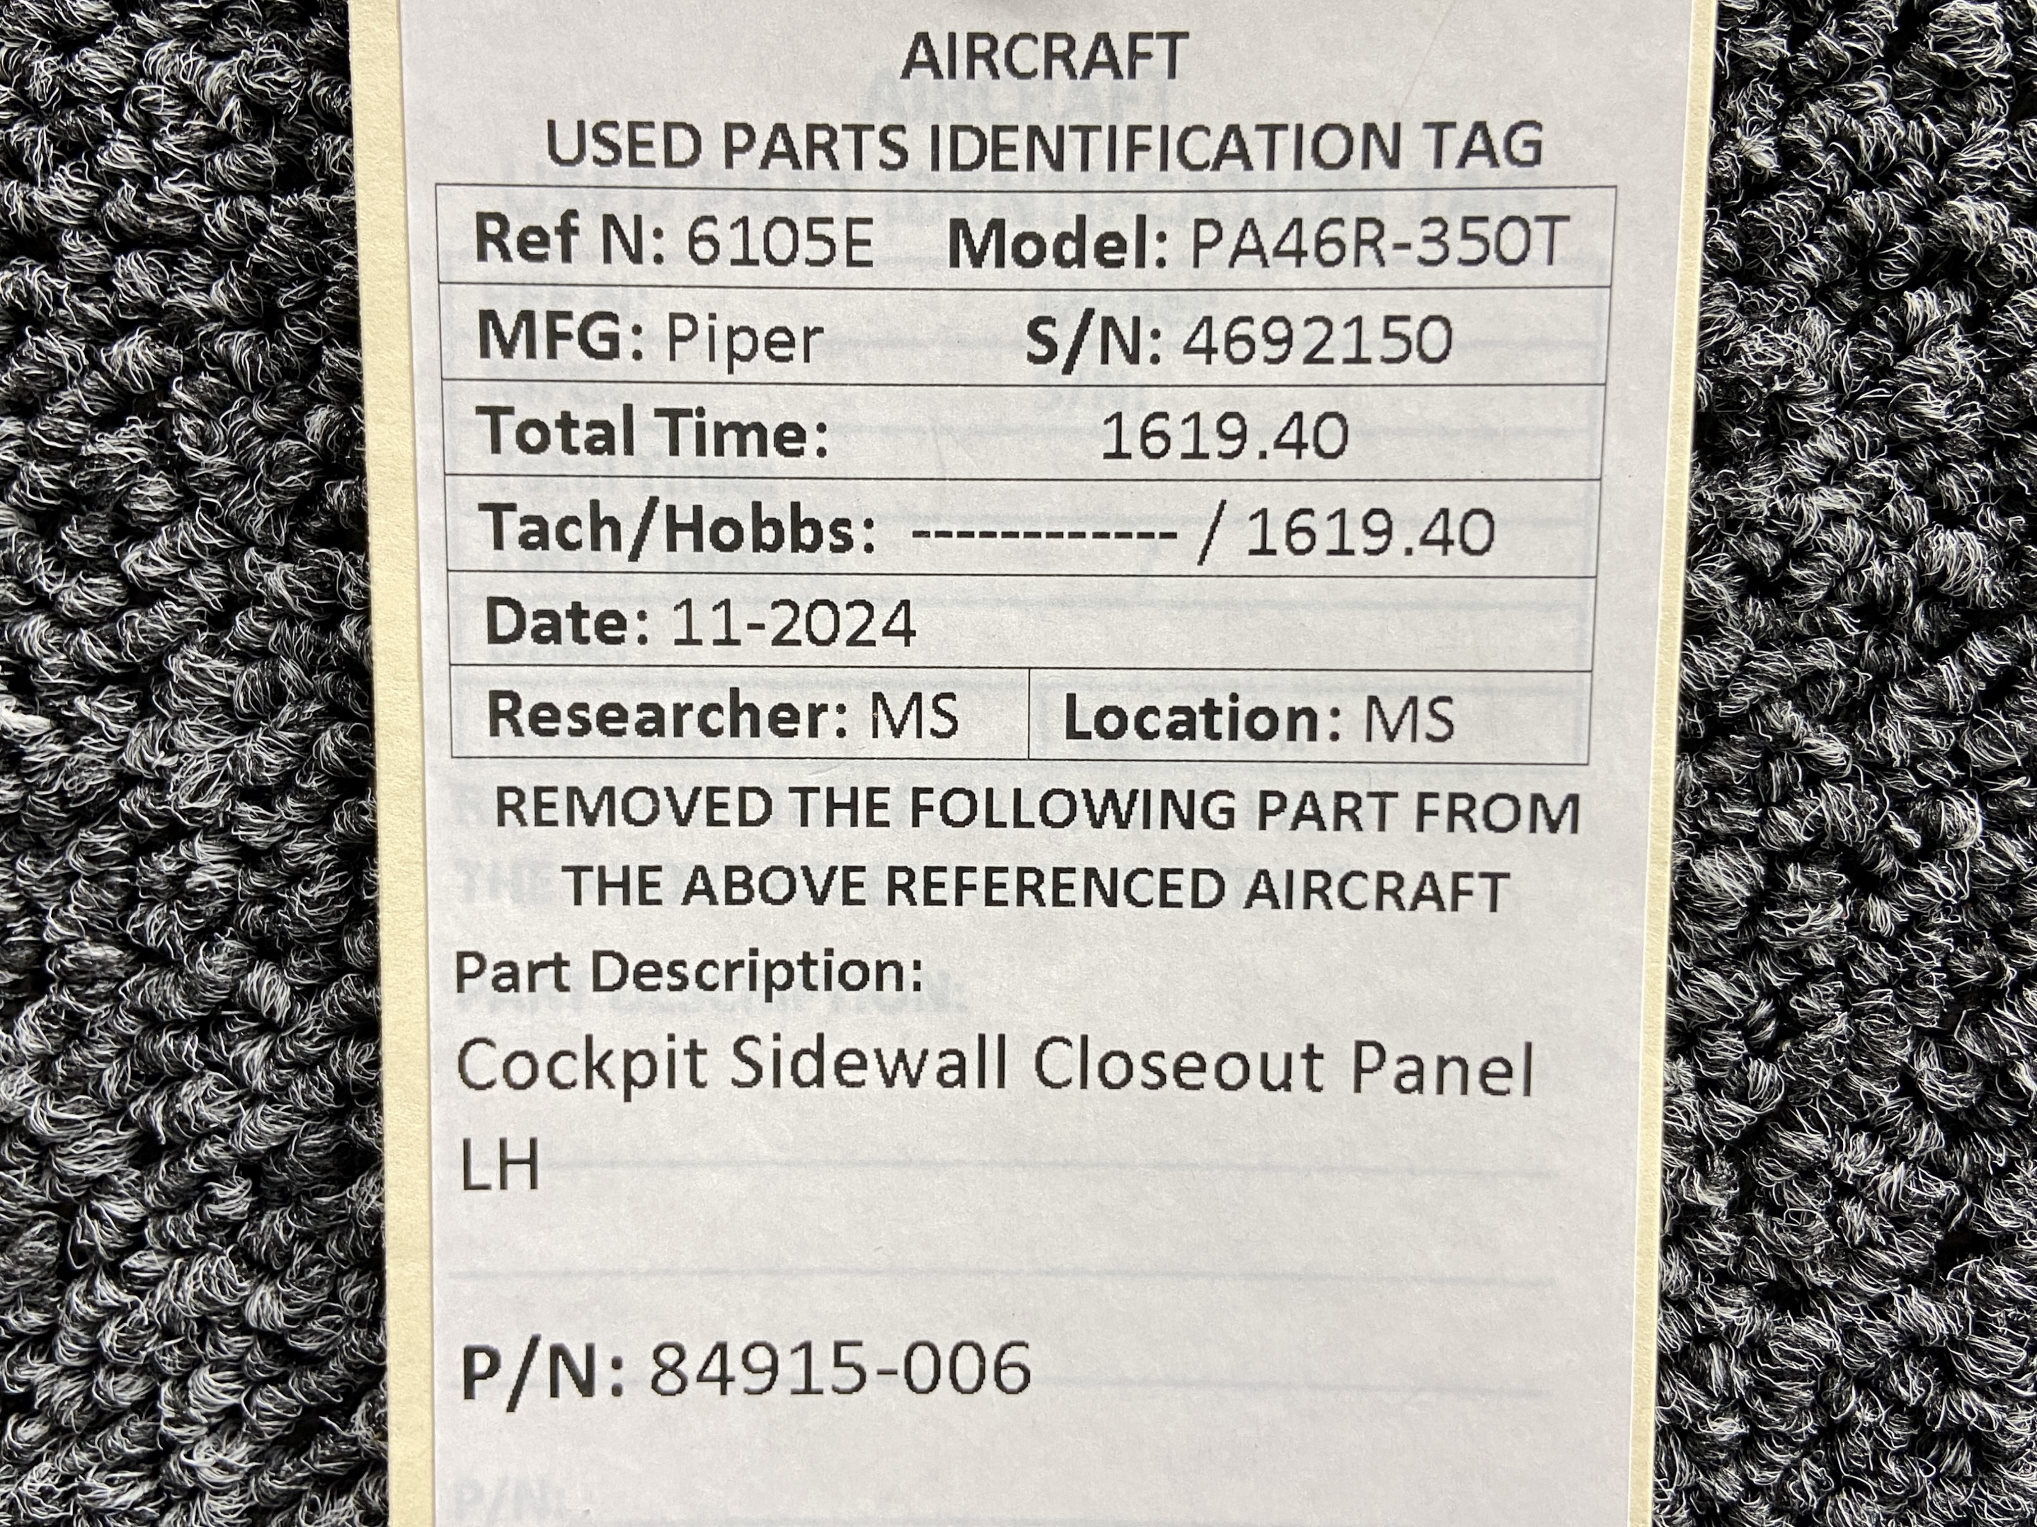 AIRCRAFT
USED PARTS IDENTIFICATION TAG
Ref N: 6105E Model: PA46R-350T
MFG: Piper S/N: 4692150
Total Time: 1619.40
Tach/Hobbs: ------------ / 1619.40
Date: 11-2024
Researcher: MS Location: MS
REMOVED THE FOLLOWING PART FROM
THE ABOVE REFERENCED AIRCRAFT
Part Description:
Cockpit Sidewall Closeout Panel
LH
P/N: 84915-006